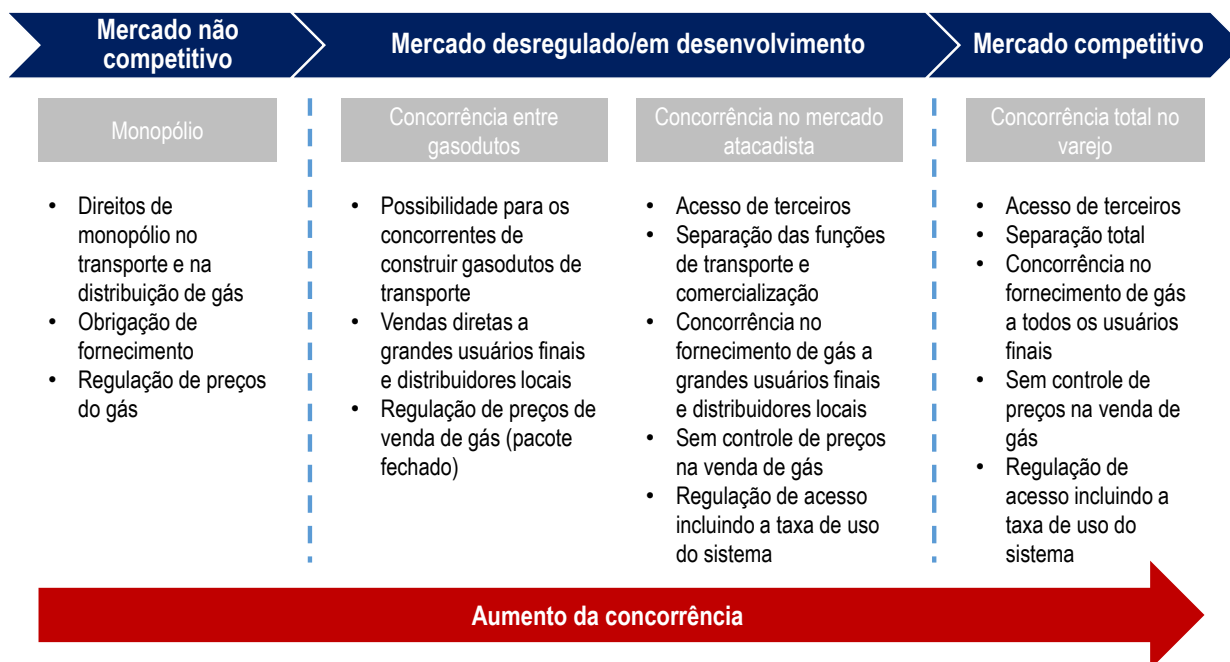 Mercado não
competitivo
Mercado desregulado/em desenvolvimento
Mercado competitivo
Monopólio
Concorrência entre
gasodutos
Concorrência no mercado
atacadista
Concorrência total no
varejo
• Direitos de
monopólio no
transporte e na
distribuição de gás
• Obrigação de
fornecimento
• Regulação de preços
do gás
• Possibilidade para os
concorrentes de
construir gasodutos de
transporte
• Vendas diretas a
grandes usuários finais
e distribuidores locais
• Regulação de preços de
venda de gás (pacote
fechado)
• Acesso de terceiros
• Separação das funções
de transporte e
comercialização
• Concorrência no
fornecimento de gás a
grandes usuários finais
e distribuidores locais
• Sem controle de preços
na venda de gás
• Regulação de acesso
incluindo a taxa de uso
do sistema
• Acesso de terceiros
• Separação total
• Concorrência no
fornecimento de gás
a todos os usuários
finais
• Sem controle de
preços na venda de
gás
• Regulação de
acesso incluindo a
taxa de uso do
sistema
Aumento da concorrência